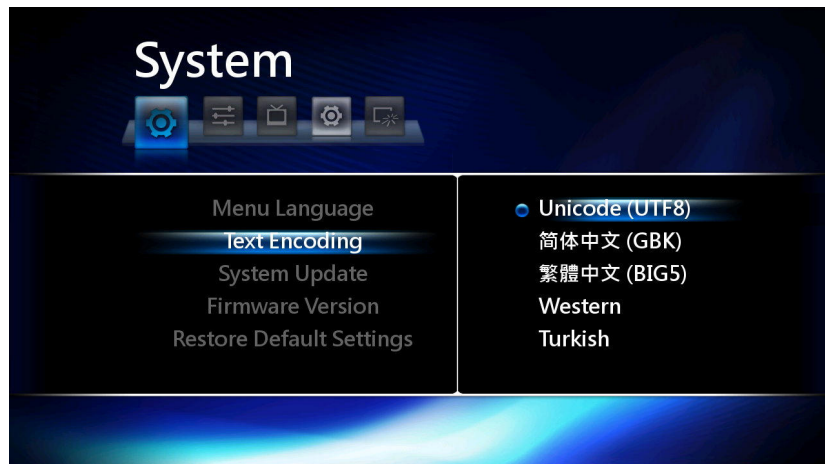 System
Menu Language
Text Encoding
System Update
Firmware Version
Restore Default Settings
Unicode (UTF8)
简体中文 (GBK)
繁體中文 (BIG5)
Western
Turkish